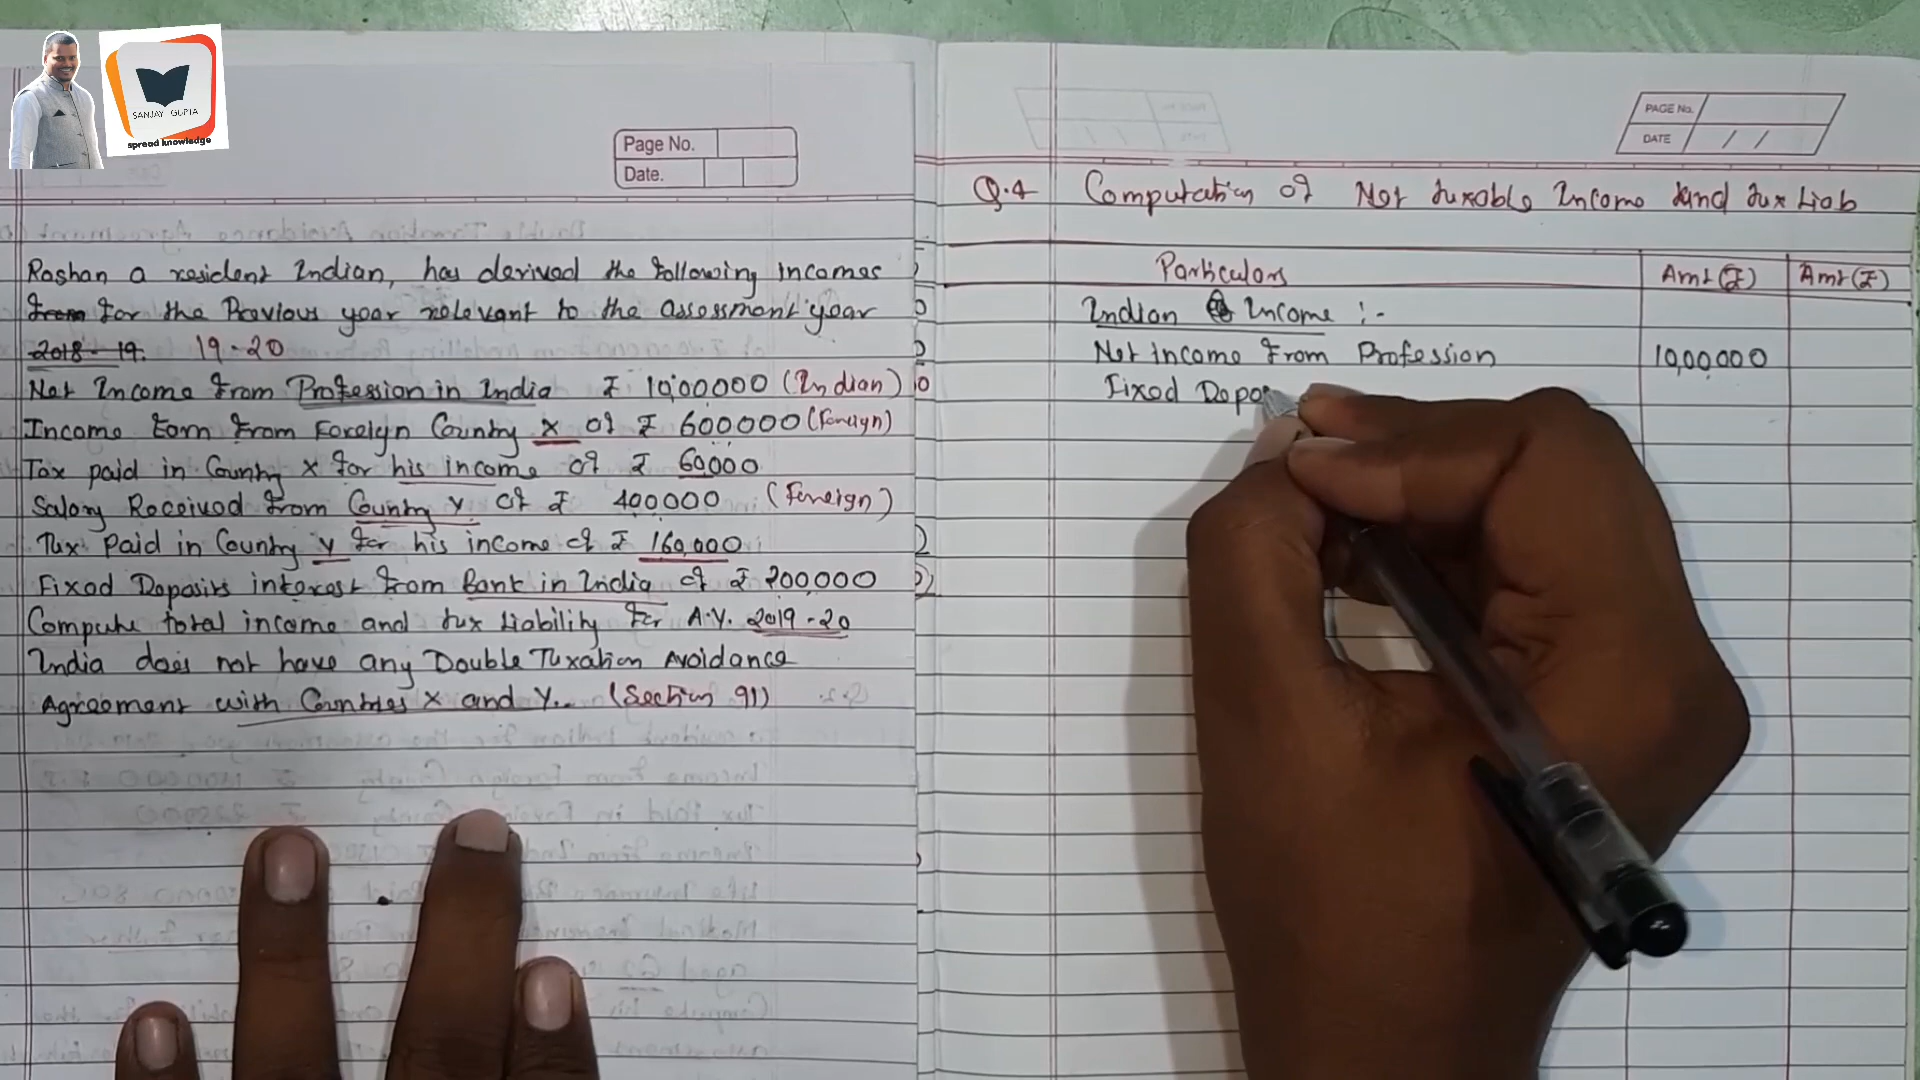 SANJAY GUPTA
spread knowledge
Page No.
Date.
Roshan a resident Indian, has derived the following incomes
from for the Previous year relevant to the assessment year
2018-19. 19-20
Net Income from Profession in India ₹ 10,00000 (Indian)
Income Earn from Foreign Country X of ₹ 600000 (Foreign)
Tax paid in Country X for his income of ₹ 60,000
Salary Received from Country Y of ₹ 400000 (Foreign)
Tax Paid in County Y for his income of ₹ 160,000
Fixed Deposits interest from Bank in India of ₹ 200000
Compute total income and tax Liability for A.Y. 2019-20
India does not have any Double Taxation Avoidance
Agreement with Countries X and Y. (Section 91)
PAGE No.
DATE / /
Q.4 Computation of Net taxable Income and tax Liab
Particulars Amt (₹) Amt (₹)
Indian Income :-
Net income from Profession 10,00,000
Fixed Depo